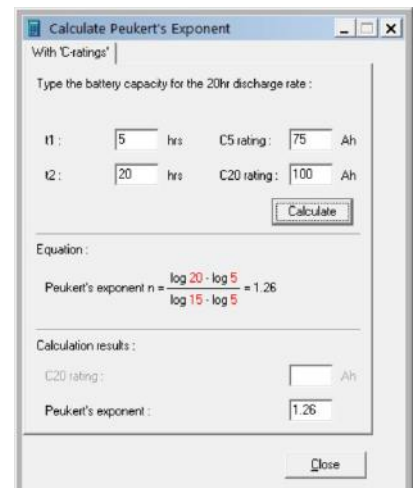 Calculate Peukert's Exponent
With 'C-ratings'
Type the battery capacity for the 20hr discharge rate :
t1 : 5 hrs C5 rating : 75 Ah
t2 : 20 hrs C20 rating : 100 Ah
Calculate
Equation :
Peukert's exponent n = log 20 - log 5 / log 15 - log 5 = 1.26
Calculation results :
C20 rating : Ah
Peukert's exponent : 1.26
Close